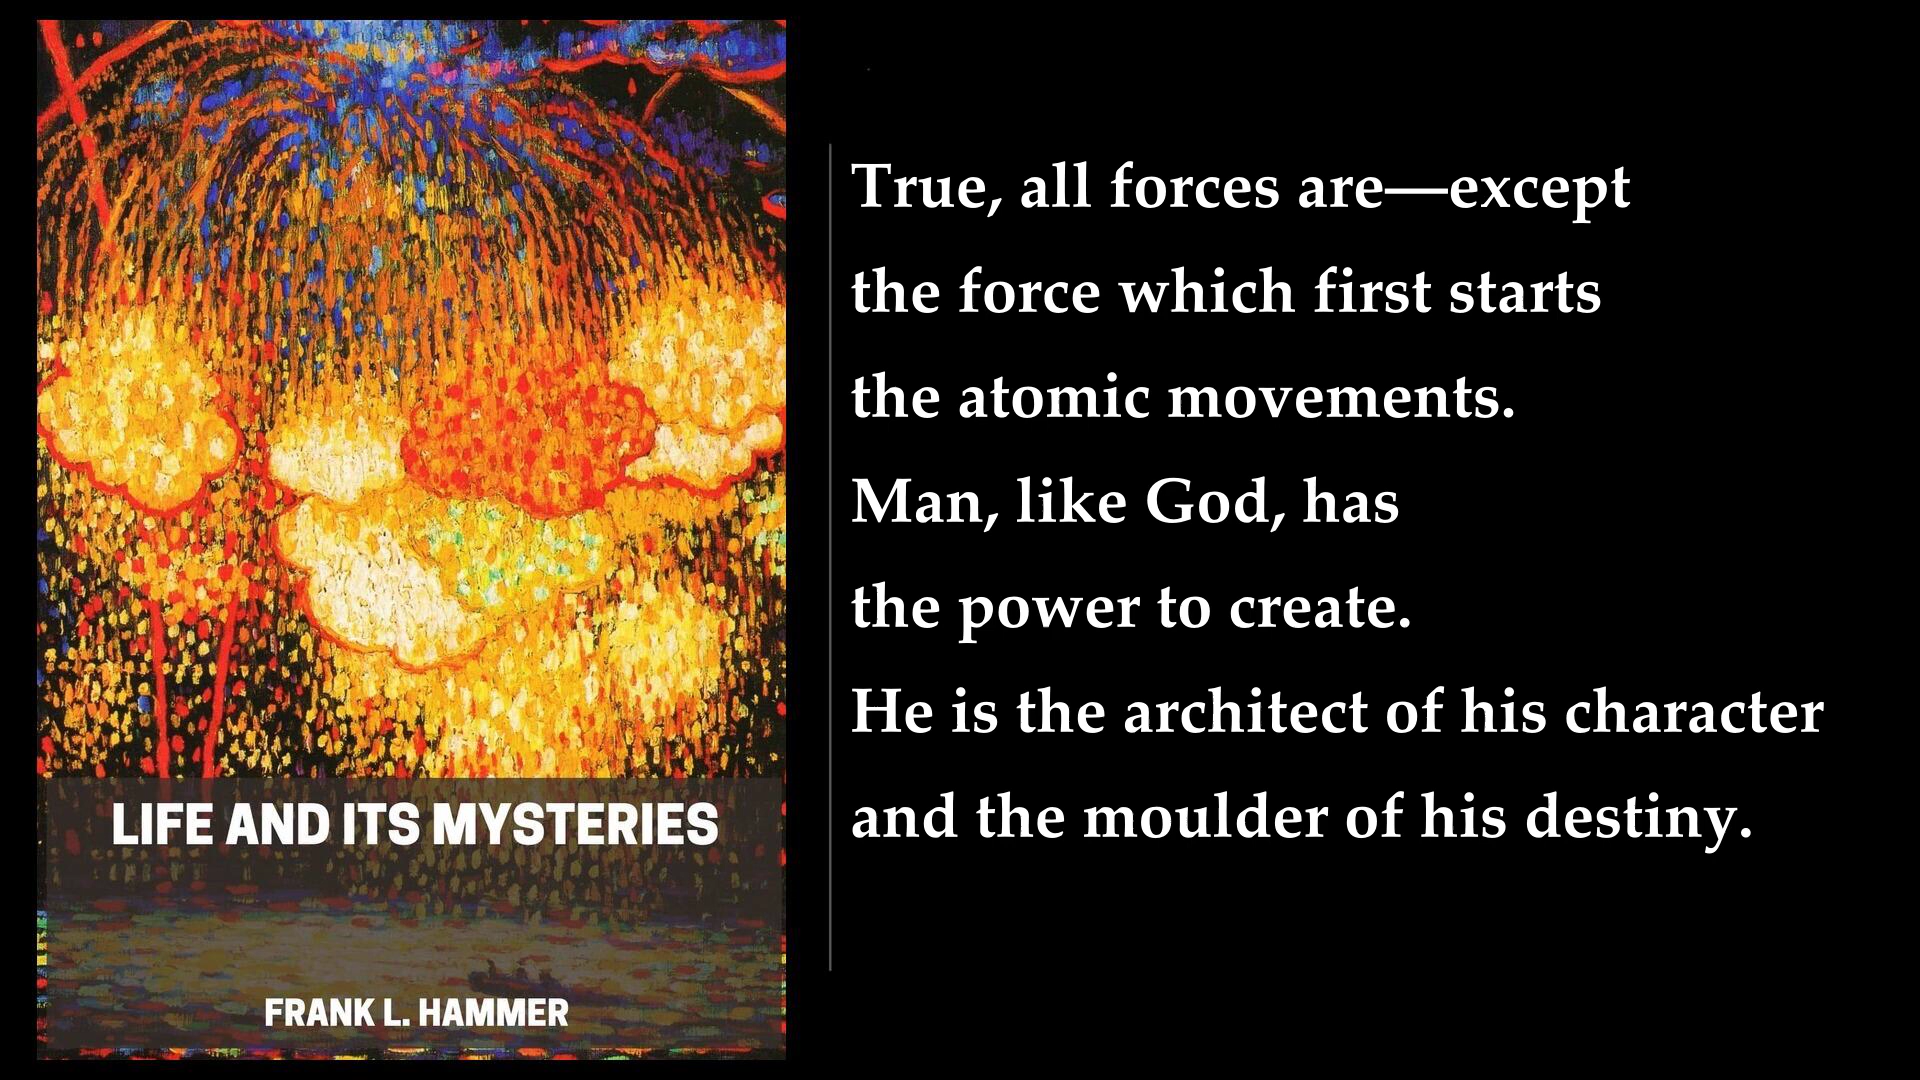 LIFE AND ITS MYSTERIES
FRANK L. HAMMER
True, all forces are—except
the force which first starts
the atomic movements.
Man, like God, has
the power to create.
He is the architect of his character
and the moulder of his destiny.